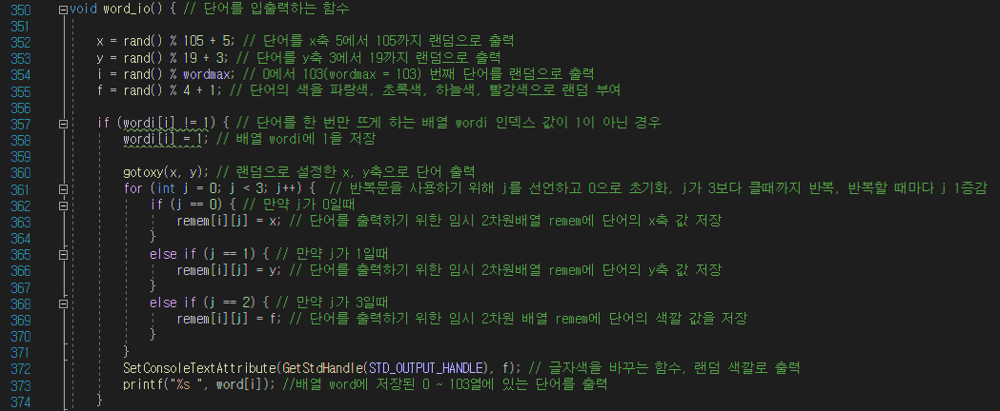 350 void word_io() { // 단어를 입출력하는 함수
351
352 x = rand() % 105 + 5; // 단어를 x축 5에서 105까지 랜덤으로 출력
353 y = rand() % 19 + 3; // 단어를 y축 3에서 19까지 랜덤으로 출력
354 i = rand() % wordmax; // 0에서 103(wordmax = 103) 번째 단어를 랜덤으로 출력
355 f = rand() % 4 + 1; // 단어의 색을 파랑색, 초록색, 하늘색, 빨강색으로 랜덤 부여
356
357 if (wordi[i] != 1) { // 단어를 한 번만 뜨게 하는 배열 wordi 인덱스 값이 1이 아닌 경우
358 wordi[i] = 1; // 배열 wordi에 1을 저장
359
360 gotoxy(x, y); // 랜덤으로 설정한 x, y축으로 단어 출력
361 for (int j = 0; j < 3; j++) { // 반복문을 사용하기 위해 j를 선언하고 0으로 초기화, j가 3보다 클때까지 반복, 반복할 때마다 j 1증감
362 if (j == 0) { // 만약 j가 0일때
363 remem[i][j] = x; // 단어를 출력하기 위한 임시 2차원배열 remem에 단어의 x축 값 저장
364 }
365 else if (j == 1) { // 만약 j가 1일때
366 remem[i][j] = y; // 단어를 출력하기 위한 임시 2차원배열 remem에 단어의 y축 값 저장
367 }
368 else if (j == 2) { // 만약 j가 3일때
369 remem[i][j] = f; // 단어를 출력하기 위한 임시 2차원 배열 remem에 단어의 색깔 값을 저장
370 }
371 }
372 SetConsoleTextAttribute(GetStdHandle(STD_OUTPUT_HANDLE), f); // 글자색을 바꾸는 함수, 랜덤 색깔로 출력
373 printf("%s ", word[i]); //배열 word에 저장된 0 ~ 103열에 있는 단어를 출력
374 }